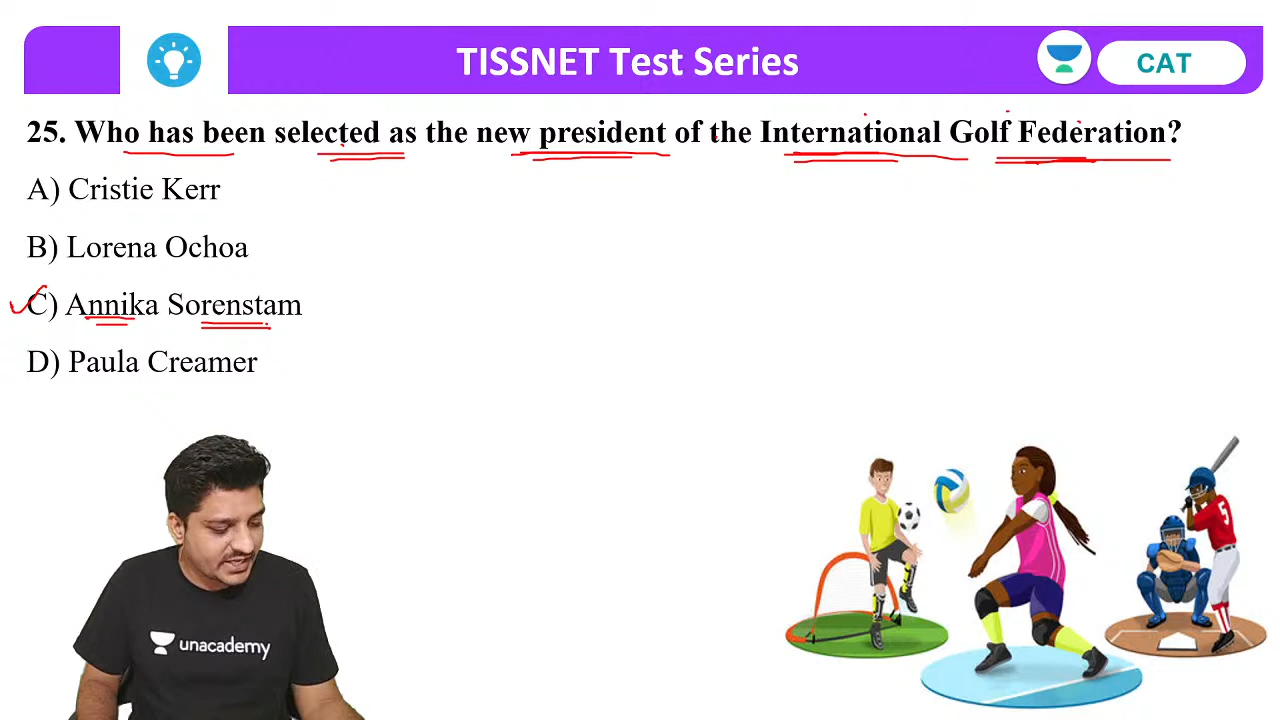 TISSNET Test Series
CAT
25. Who has been selected as the new president of the International Golf Federation?
A) Cristie Kerr
B) Lorena Ochoa
C) Annika Sorenstam
D) Paula Creamer
unacademy
5